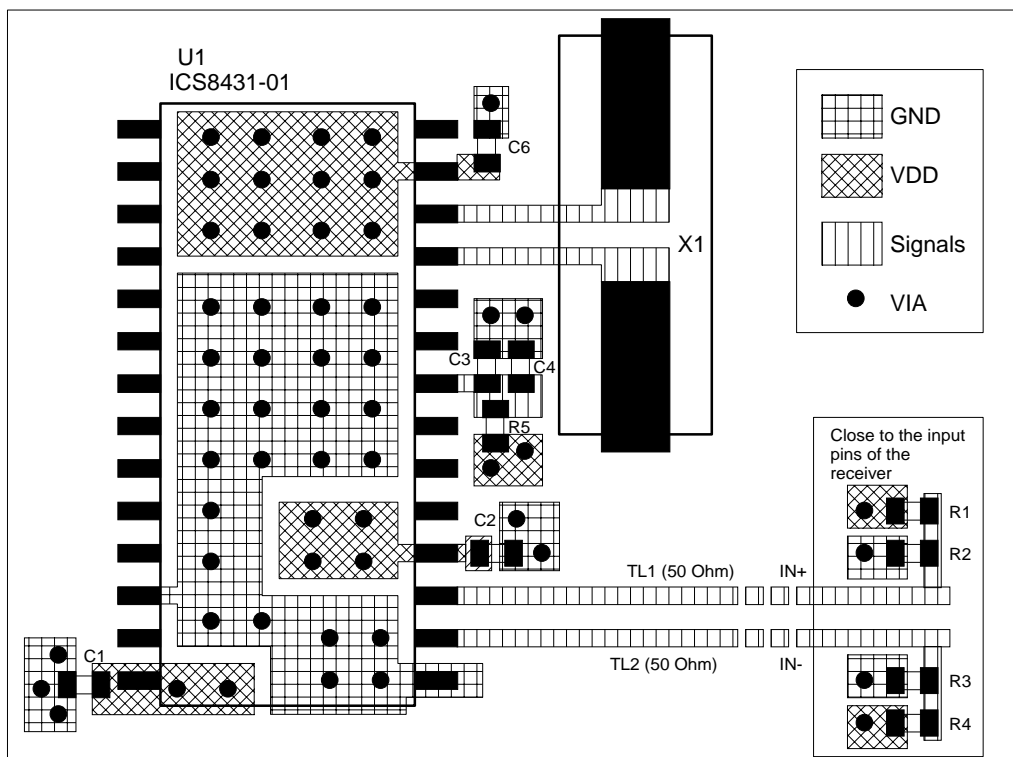 U1
ICS8431-01
C6
X1
GND
VDD
Signals
VIA
C3
C4
R5
C2
C1
TL1 (50 Ohm)
IN+
TL2 (50 Ohm)
IN-
Close to the input
pins of the
receiver
R1
R2
R3
R4